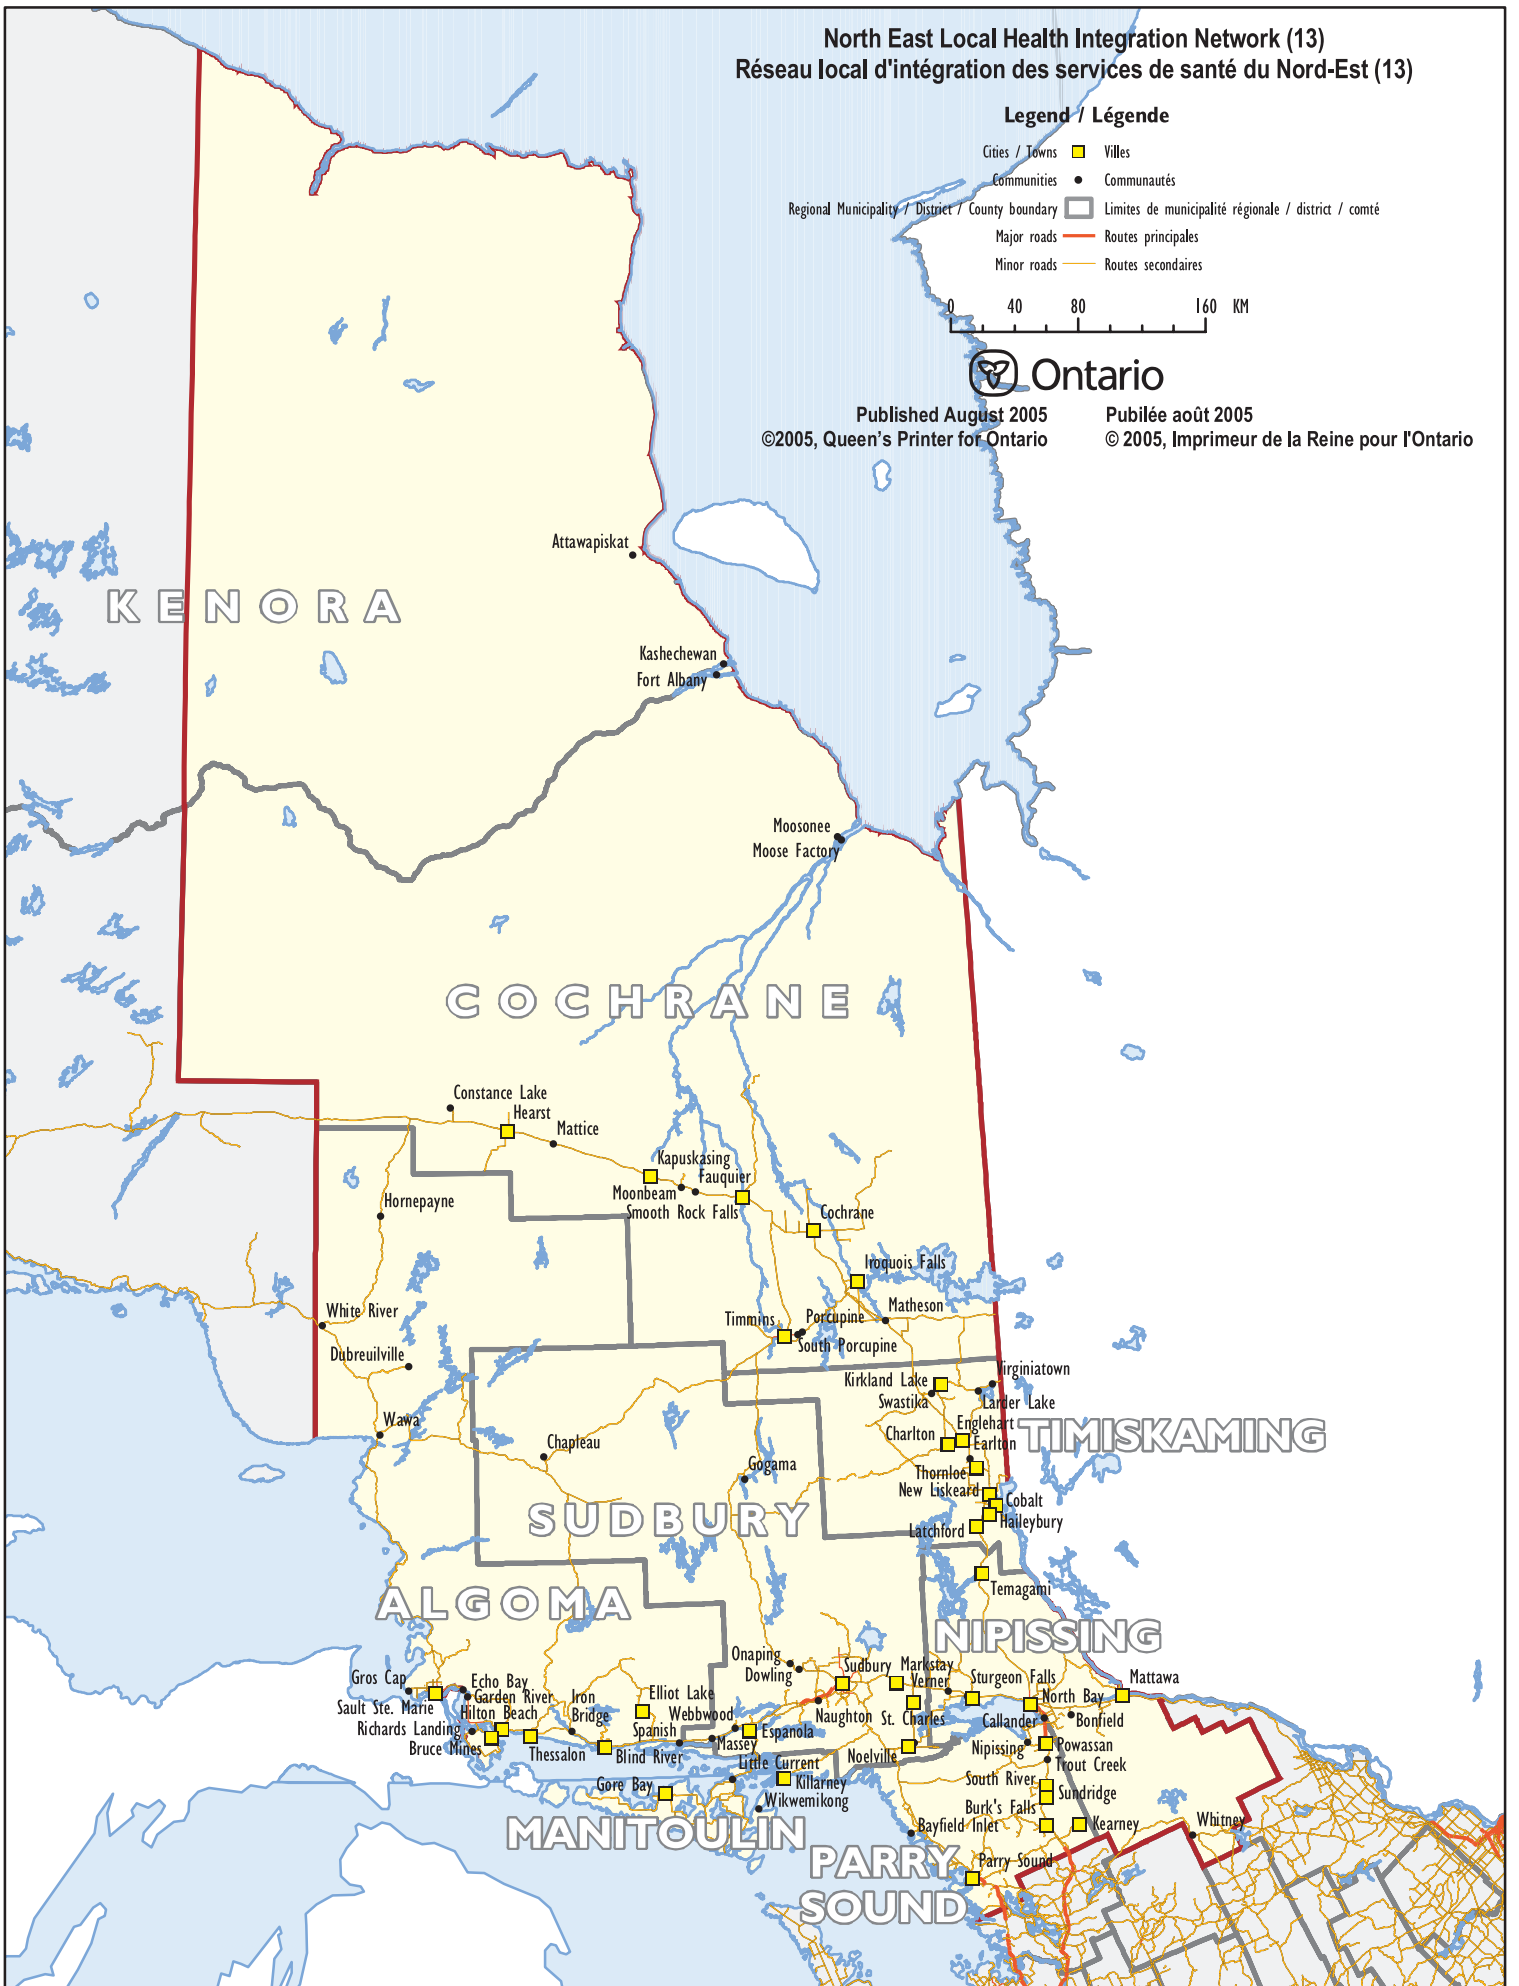 North East Local Health Integration Network (13)
Réseau local d'intégration des services de santé du Nord-Est (13)
Legend / Légende
Cities / Towns Villes
Communities Communautés
Regional Municipality / District / County boundary Limites de municipalité régionale / district / comté
Major roads Routes principales
Minor roads Routes secondaires
0 40 80 160 KM
Ontario
Published August 2005 Pubilée août 2005
©2005, Queen's Printer for Ontario © 2005, Imprimeur de la Reine pour l'Ontario
Attawapiskat
KENORA
Kashechewan
Fort Albany
Moosonee
Moose Factory
COCHRANE
Constance Lake
Hearst
Mattice
Kapuskasing
Fauquier
Moonbeam
Smooth Rock Falls
Hornepayne
Cochrane
Iroquois Falls
White River
Timmins
Porcupine
Matheson
South Porcupine
Dubreuilville
Kirkland Lake
Virginiatown
Swastika
Larder Lake
Wawa
Englehart
Charlton
Earlton
TIMISKAMING
Chapleau
Gogama
Thornloe
New Liskeard
Cobalt
SUDBURY
Haileybury
Latchford
Temagami
ALGOMA
NIPISSING
Onaping
Dowling
Sudbury
Markstay
Verner
Sturgeon Falls
Mattawa
Gros Cap
Echo Bay
Sault Ste. Marie
Garden River
Hilton Beach
Iron
Bridge
Elliot Lake
Webbwood
Naughton
St. Charles
North Bay
Callander
Bonfield
Richards Landing
Bruce Mines
Thessalon
Spanish
Blind River
Massey
Espanola
Noelville
Nipissing
Powassan
Trout Creek
Little Current
Killarney
Gore Bay
Wikwemikong
South River
Sundridge
Burk's Falls
Kearney
Whitney
MANITOULIN
Bayfield Inlet
PARRY
SOUND
Parry Sound